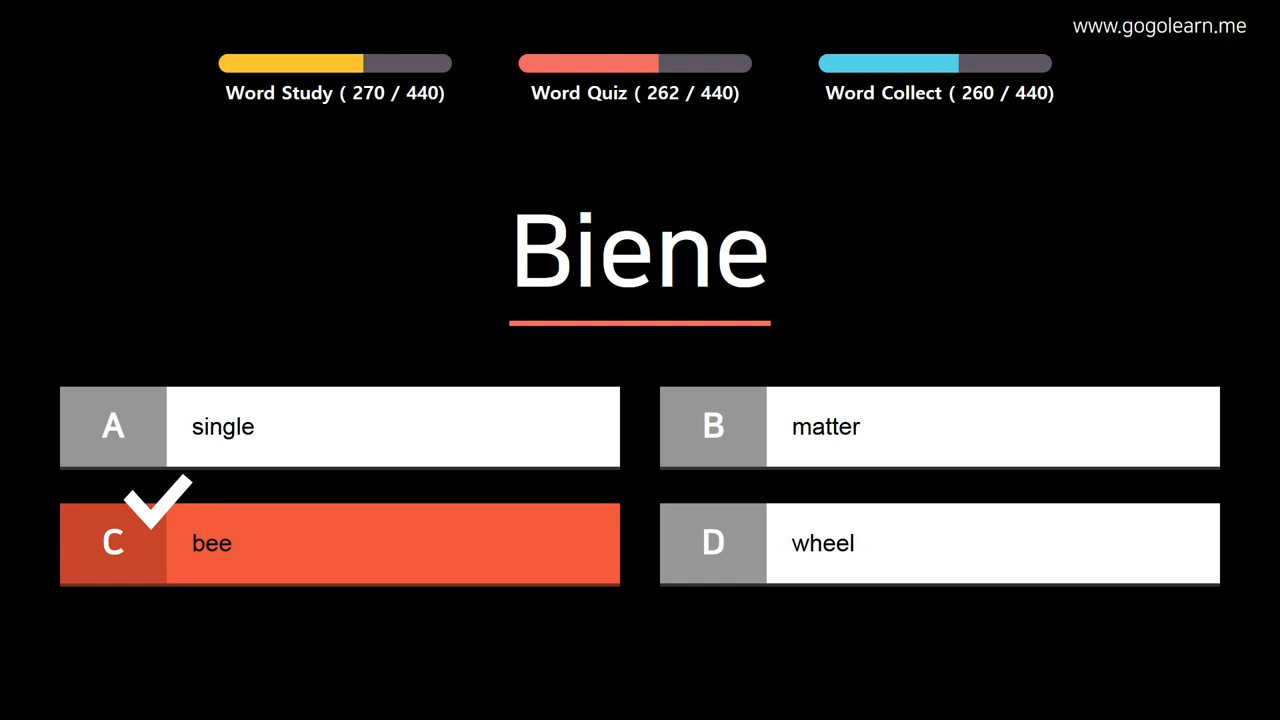 www.gogolearn.me
Word Study ( 270 / 440)
Word Quiz ( 262 / 440)
Word Collect ( 260 / 440)
Biene
A single
B matter
C bee
D wheel